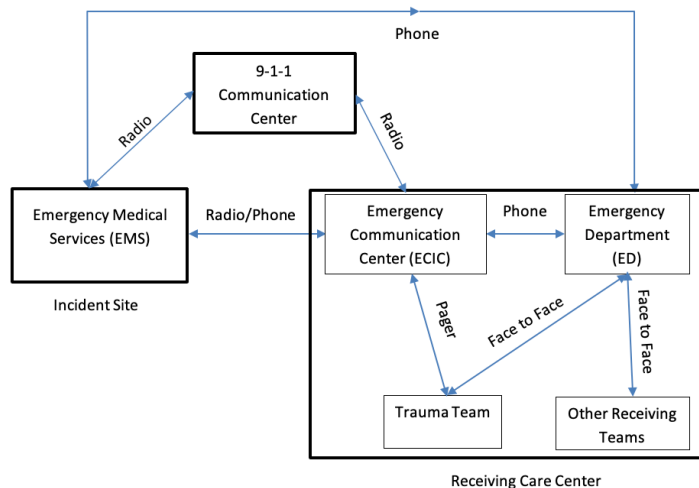 Phone
9-1-1
Communication
Center
Radio
Radio
Emergency Medical
Services (EMS)
Radio/Phone
Emergency
Communication
Center (ECIC)
Phone
Emergency
Department
(ED)
Incident Site
Pager
Face to Face
Face to Face
Trauma Team
Other Receiving
Teams
Receiving Care Center